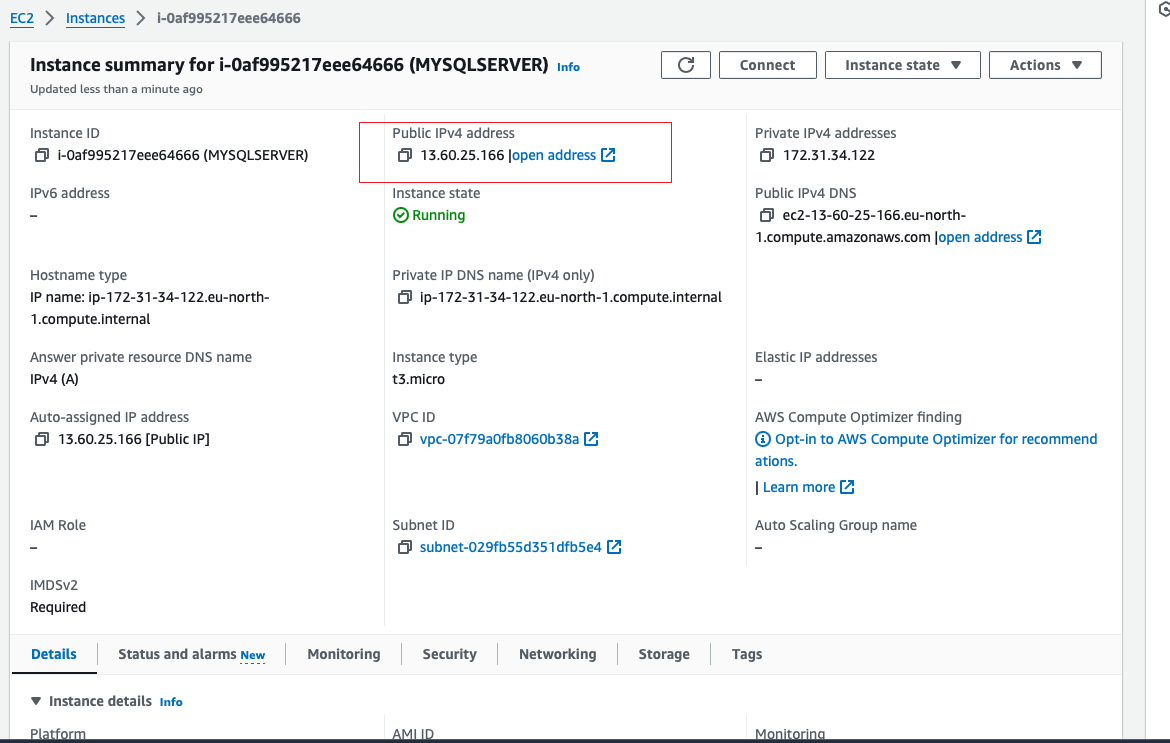 EC2 > Instances > i-0af995217eee64666
Instance summary for i-0af995217eee64666 (MYSQLSERVER) Info
Updated less than a minute ago
Connect
Instance state
Actions
Instance ID
i-0af995217eee64666 (MYSQLSERVER)
Public IPv4 address
13.60.25.166 |open address
Private IPv4 addresses
172.31.34.122
IPv6 address
–
Instance state
Running
Public IPv4 DNS
ec2-13-60-25-166.eu-north-
1.compute.amazonaws.com |open address
Hostname type
IP name: ip-172-31-34-122.eu-north-
1.compute.internal
Private IP DNS name (IPv4 only)
ip-172-31-34-122.eu-north-1.compute.internal
Answer private resource DNS name
IPv4 (A)
Instance type
t3.micro
Elastic IP addresses
–
Auto-assigned IP address
13.60.25.166 [Public IP]
VPC ID
vpc-07f79a0fb8060b38a
AWS Compute Optimizer finding
Opt-in to AWS Compute Optimizer for recommend
ations.
| Learn more
IAM Role
–
Subnet ID
subnet-029fb55d351dfb5e4
Auto Scaling Group name
–
IMDSv2
Required
Details
Status and alarms New
Monitoring
Security
Networking
Storage
Tags
Instance details Info
Platform
AMI ID
Monitoring